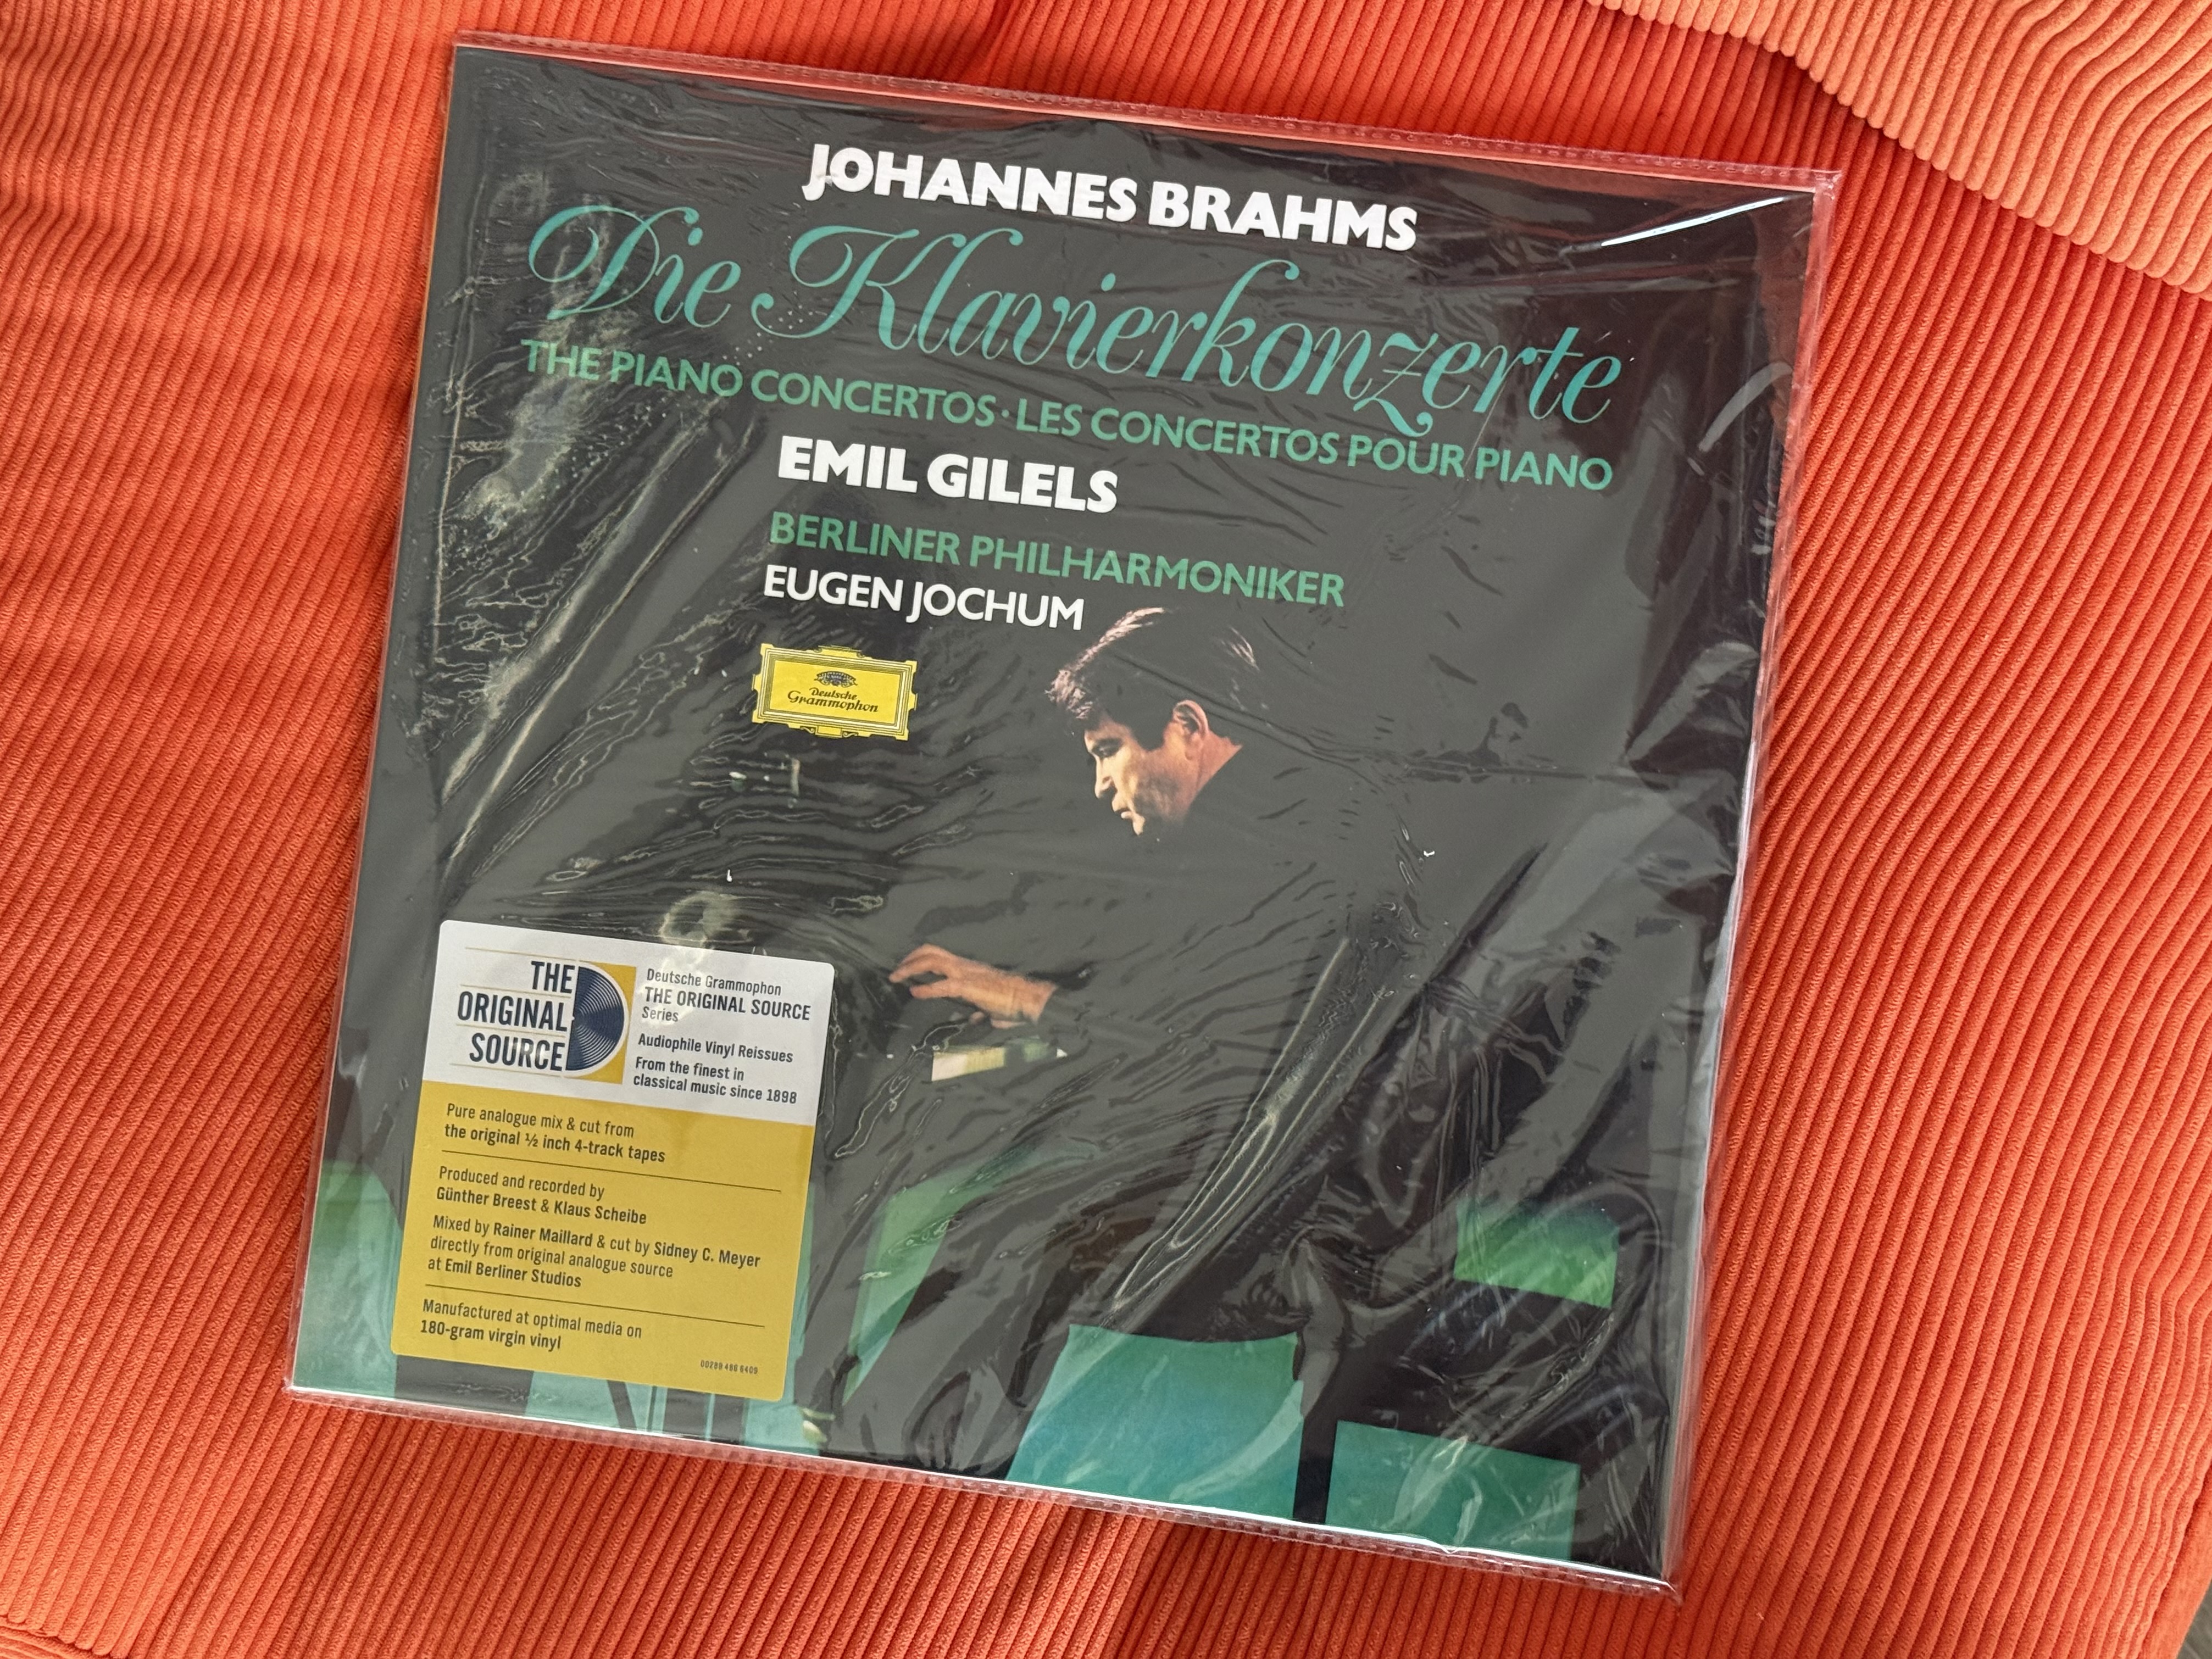 JOHANNES BRAHMS
Die Klavierkonzerte
THE PIANO CONCERTOS · LES CONCERTOS POUR PIANO
EMIL GILELS
BERLINER PHILHARMONIKER
EUGEN JOCHUM
Deutsche
Grammophon
THE
ORIGINAL
SOURCE
Deutsche Grammophon
THE ORIGINAL SOURCE
Series
Audiophile Vinyl Reissues
From the finest in
classical music since 1898
Pure analogue mix & cut from
the original ½ inch 4-track tapes
Produced and recorded by
Günther Breest & Klaus Scheibe
Mixed by Rainer Maillard & cut by Sidney C. Meyer
directly from original analogue source
at Emil Berliner Studios
Manufactured at optimal media on
180-gram virgin vinyl
00289 486 6409